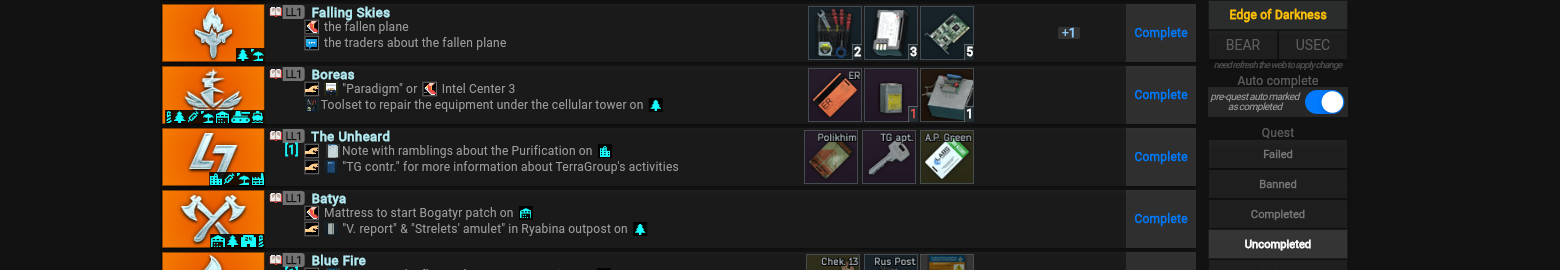 LL1 Falling Skies
the fallen plane
the traders about the fallen plane
2 3 5
+1
Complete
LL1 Boreas
"Paradigm" or Intel Center 3
Toolset to repair the equipment under the cellular tower on
ER
ER
1 1
Complete
LL1 The Unheard
[1] Note with ramblings about the Purification on
"TG contr." for more information about TerraGroup's activities
Polikhim TG apt. A.P. Green
LABS
Complete
LL1 Batya
Mattress to start Bogatyr patch on
"V. report" & "Strelets' amulet" in Ryabina outpost on
Complete
LL1 Blue Fire
Chek. 13 Rus Post
Edge of Darkness
BEAR USEC
need refresh the web to apply change
Auto complete
pre-quest auto marked
as completed
Quest
Failed
Banned
Completed
Uncompleted